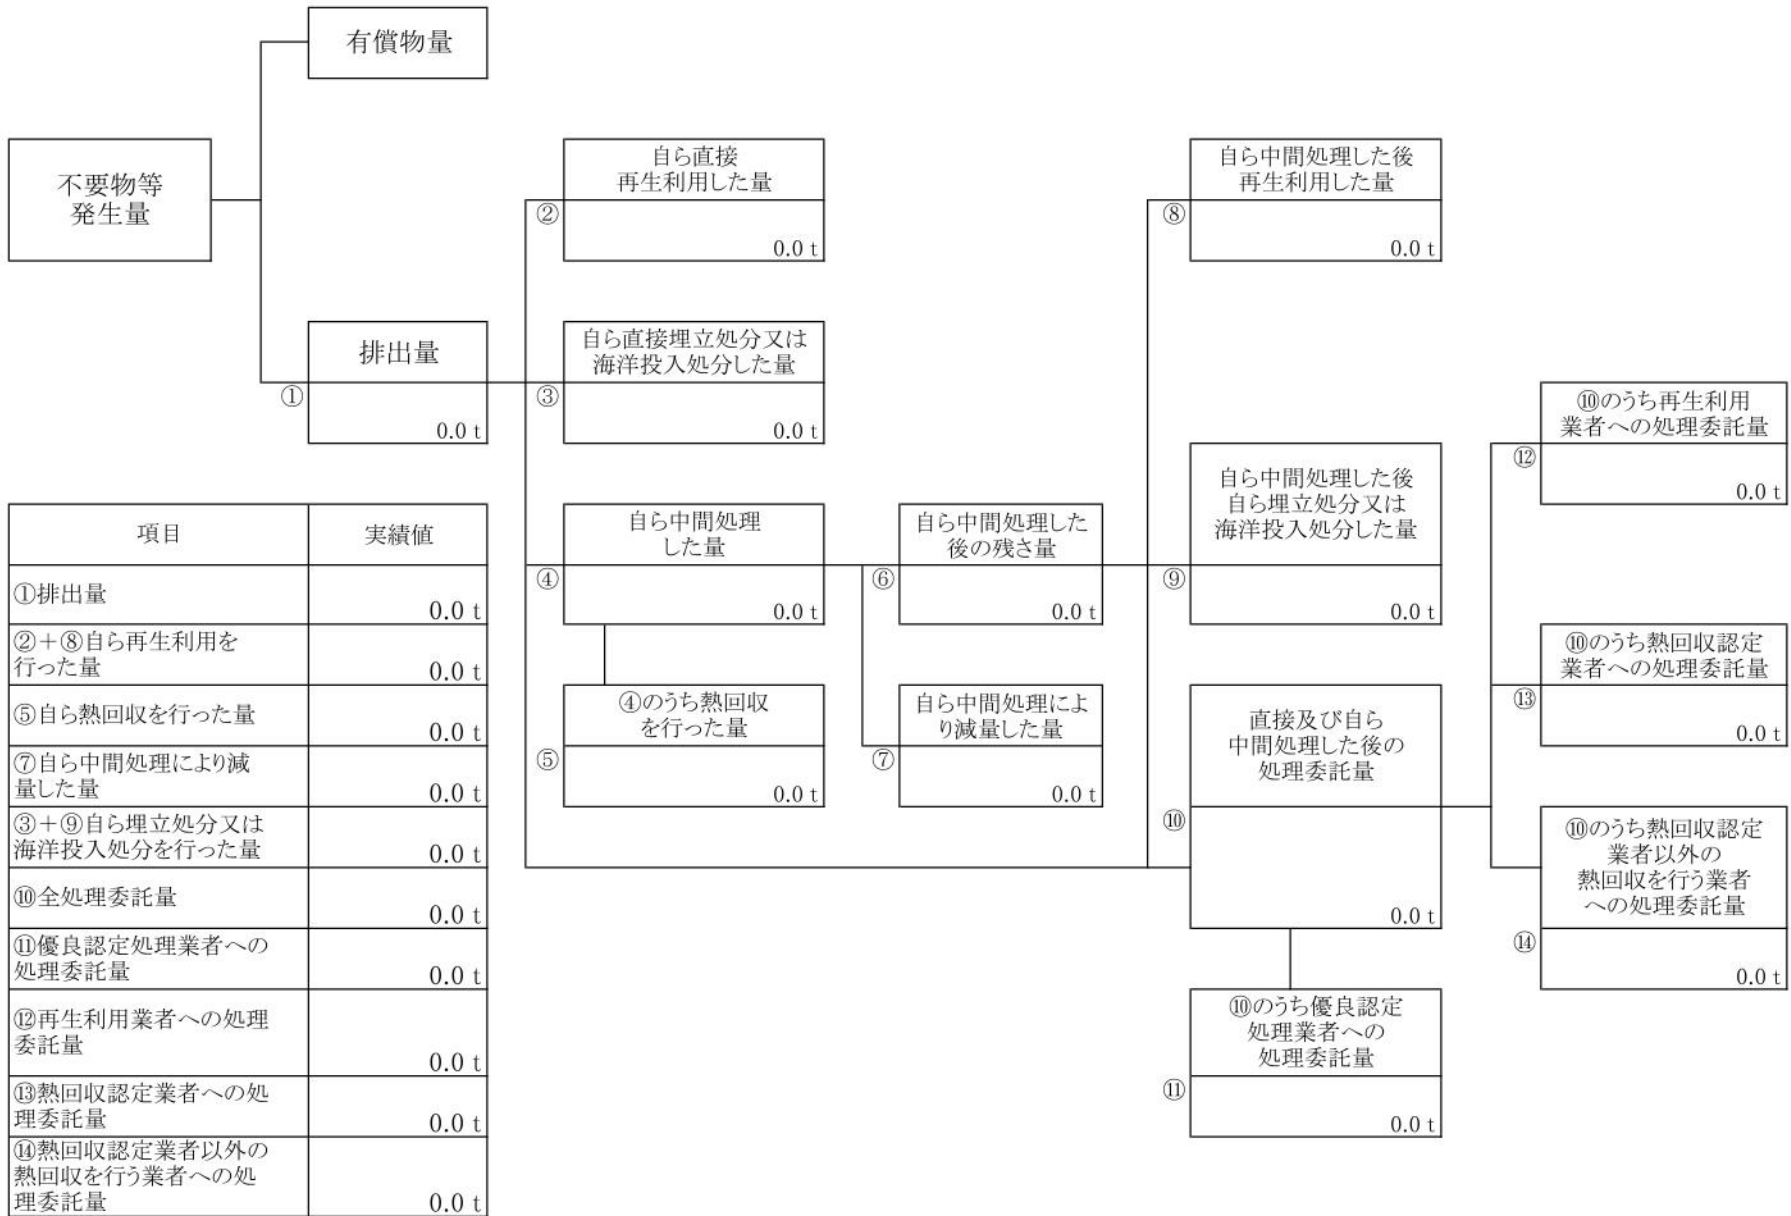 有償物量
不要物等
発生量
排出量
①
0.0 t
自ら直接
再生利用した量
②
0.0 t
自ら直接埋立処分又は
海洋投入処分した量
③
0.0 t
自ら中間処理
した量
④
0.0 t
④のうち熱回収
を行った量
⑤
0.0 t
自ら中間処理した
後の残さ量
⑥
0.0 t
自ら中間処理によ
り減量した量
⑦
0.0 t
自ら中間処理した後
再生利用した量
⑧
0.0 t
自ら中間処理した後
自ら埋立処分又は
海洋投入処分した量
⑨
0.0 t
直接及び自ら
中間処理した後の
処理委託量
⑩
0.0 t
⑩のうち優良認定
処理業者への
処理委託量
⑪
0.0 t
⑩のうち再生利用
業者への処理委託量
⑫
0.0 t
⑩のうち熱回収認定
業者への処理委託量
⑬
0.0 t
⑩のうち熱回収認定
業者以外の
熱回収を行う業者
への処理委託量
⑭
0.0 t
項目 実績値
①排出量
0.0 t
②+⑧自ら再生利用を
行った量 0.0 t
⑤自ら熱回収を行った量
0.0 t
⑦自ら中間処理により減
量した量 0.0 t
③+⑨自ら埋立処分又は
海洋投入処分を行った量 0.0 t
⑩全処理委託量
0.0 t
⑪優良認定処理業者への
処理委託量 0.0 t
⑫再生利用業者への処理
委託量
0.0 t
⑬熱回収認定業者への処
理委託量 0.0 t
⑭熱回収認定業者以外の
熱回収を行う業者への処
理委託量 0.0 t